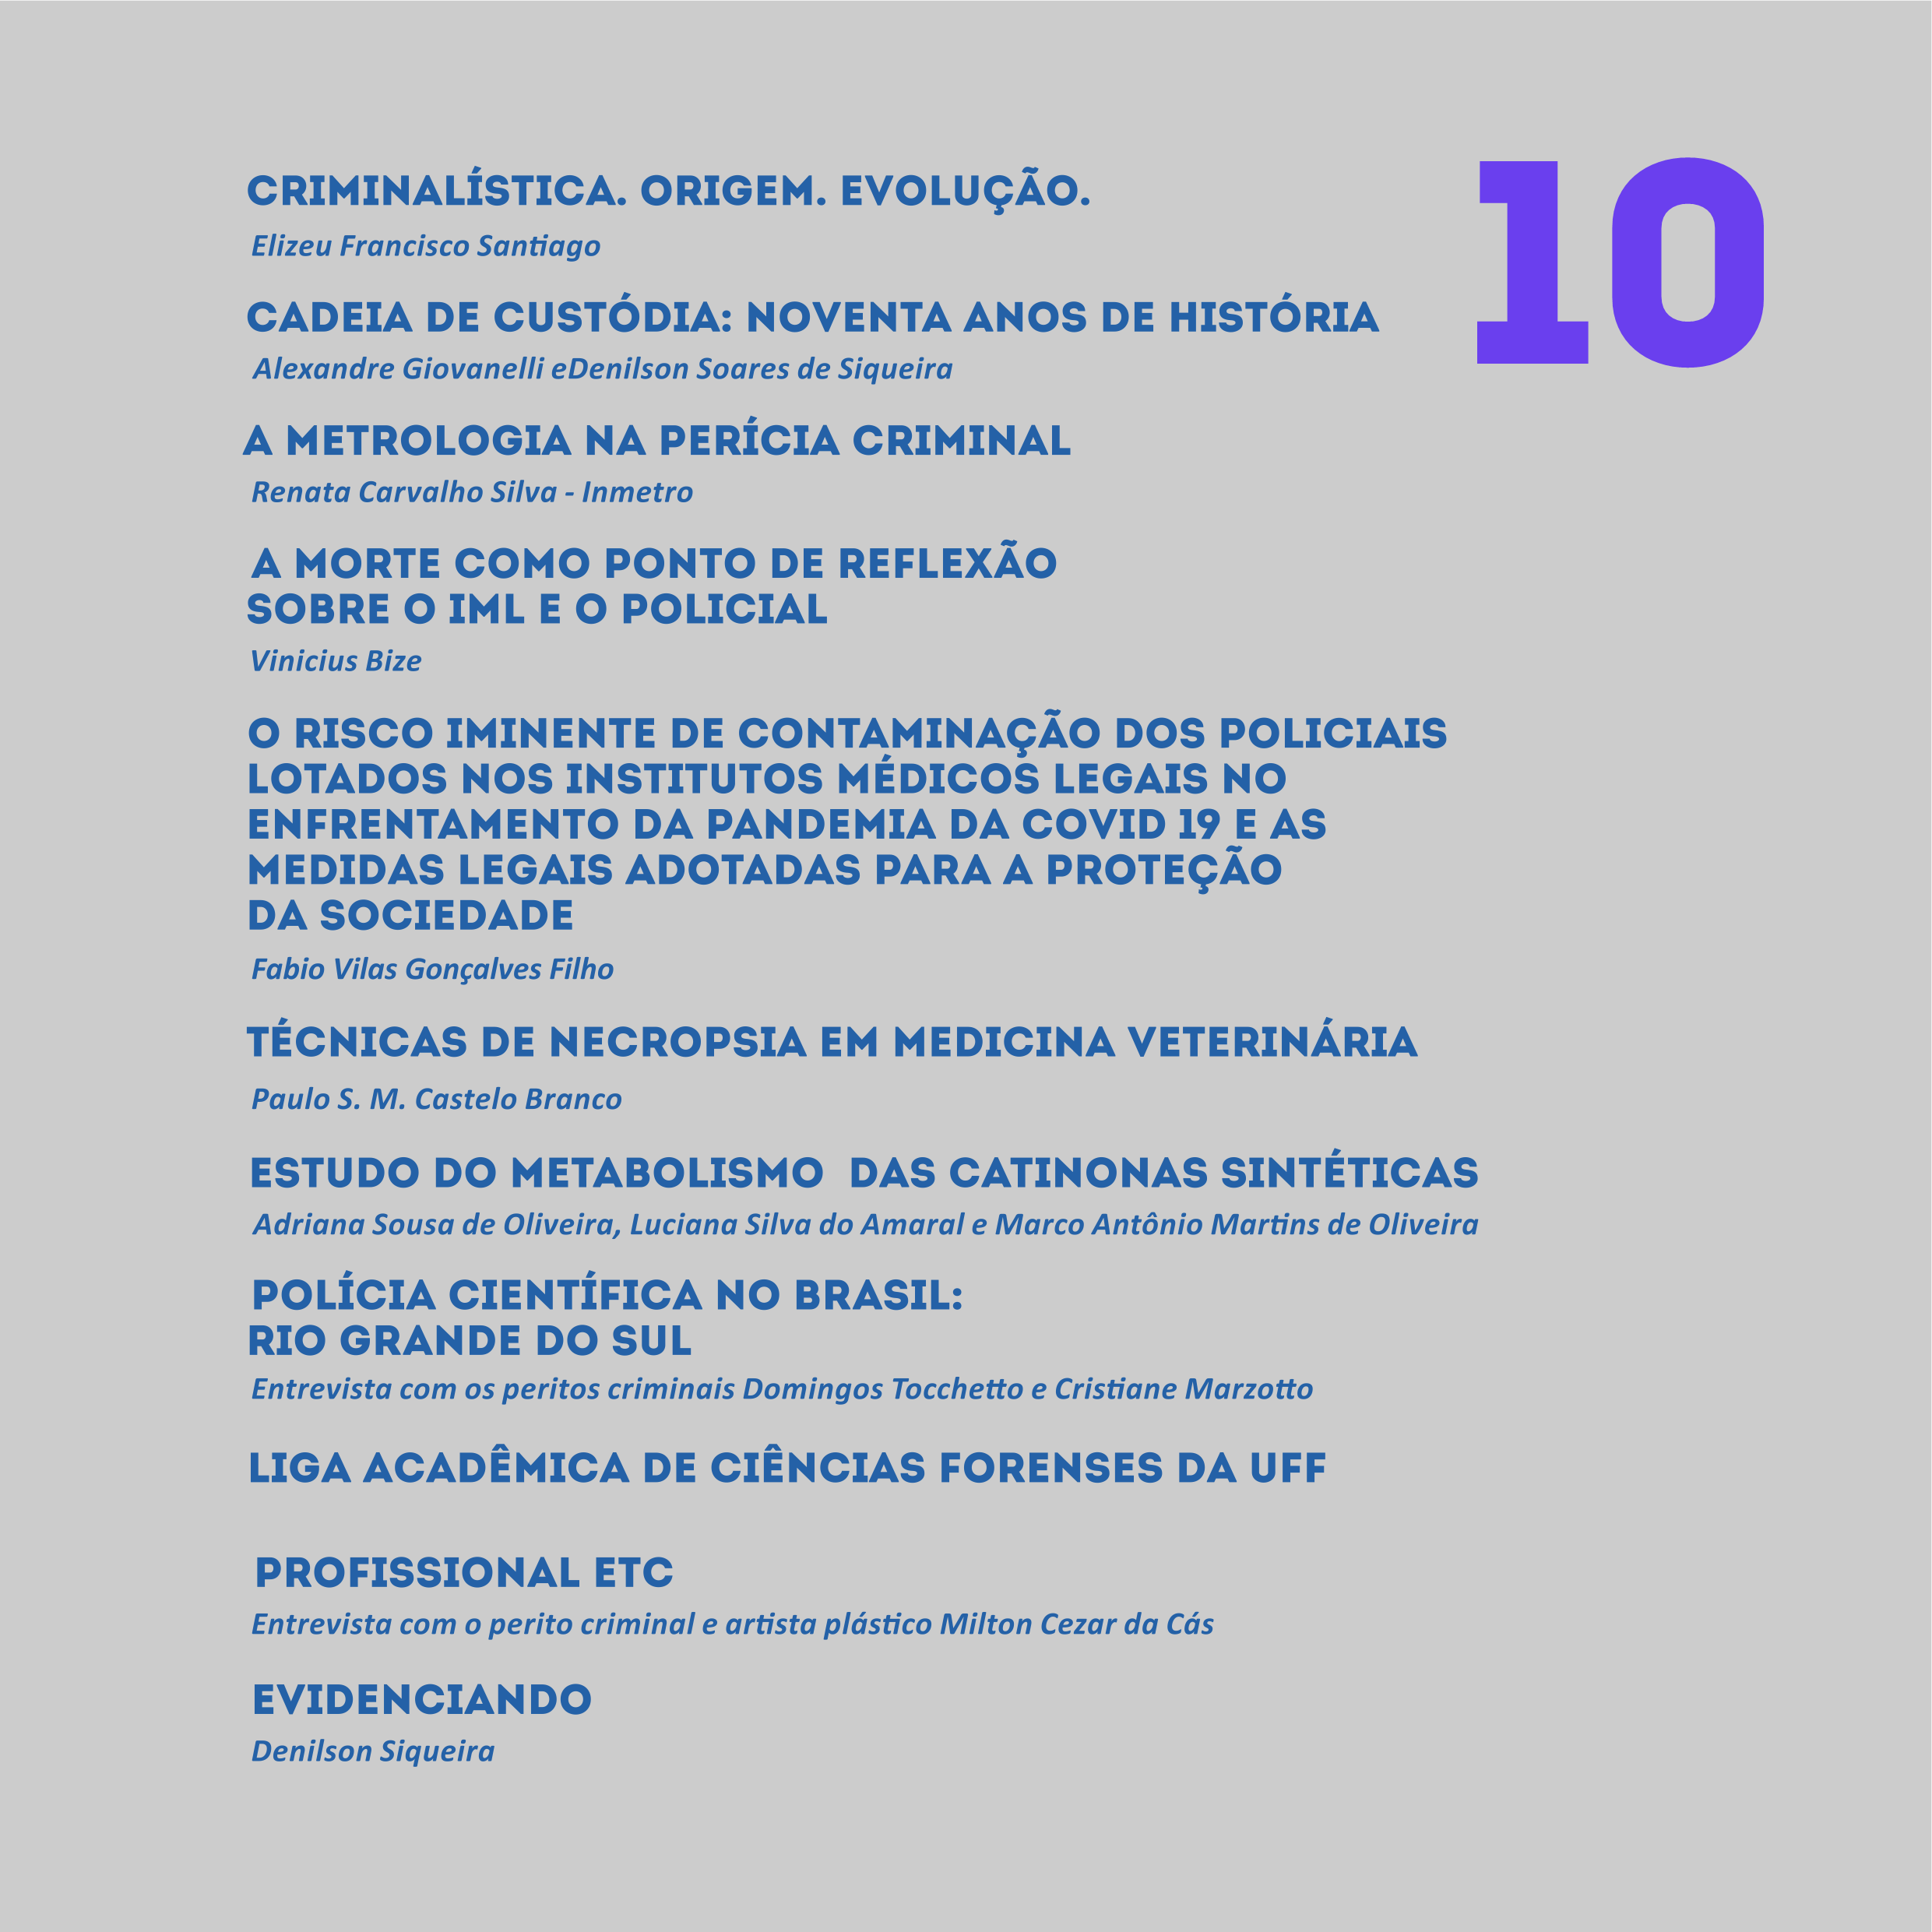 10
CRIMINALÍSTICA. ORIGEM. EVOLUÇÃO.
Elizeu Francisco Santiago
CADEIA DE CUSTÓDIA: NOVENTA ANOS DE HISTÓRIA
Alexandre Giovanelli eDenilson Soares de Siqueira
A METROLOGIA NA PERÍCIA CRIMINAL
Renata Carvalho Silva - Inmetro
A MORTE COMO PONTO DE REFLEXÃO
SOBRE O IML E O POLICIAL
Vinicius Bize
O RISCO IMINENTE DE CONTAMINAÇÃO DOS POLICIAIS
LOTADOS NOS INSTITUTOS MÉDICOS LEGAIS NO
ENFRENTAMENTO DA PANDEMIA DA COVID 19 E AS
MEDIDAS LEGAIS ADOTADAS PARA A PROTEÇÃO
DA SOCIEDADE
Fabio Vilas Gonçalves Filho
TÉCNICAS DE NECROPSIA EM MEDICINA VETERINÁRIA
Paulo S. M. Castelo Branco
ESTUDO DO METABOLISMO DAS CATINONAS SINTÉTICAS
Adriana Sousa de Oliveira, Luciana Silva do Amaral e Marco Antônio Martins de Oliveira
POLÍCIA CIENTÍFICA NO BRASIL:
RIO GRANDE DO SUL
Entrevista com os peritos criminais Domingos Tocchetto e Cristiane Marzotto
LIGA ACADÊMICA DE CIÊNCIAS FORENSES DA UFF
PROFISSIONAL ETC
Entrevista com o perito criminal e artista plástico Milton Cezar da Cás
EVIDENCIANDO
Denilson Siqueira